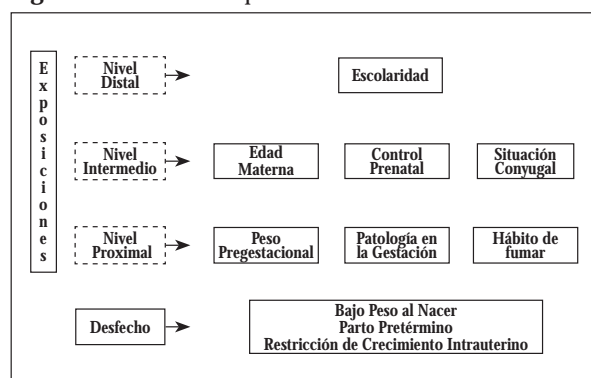 Exposiciones
Nivel
Distal
Escolaridad
Nivel
Intermedio
Edad
Materna
Control
Prenatal
Situación
Conyugal
Nivel
Proximal
Peso
Pregestacional
Patología en
la Gestación
Hábito de
fumar
Desfecho
Bajo Peso al Nacer
Parto Pretérmino
Restricción de Crecimiento Intrauterino